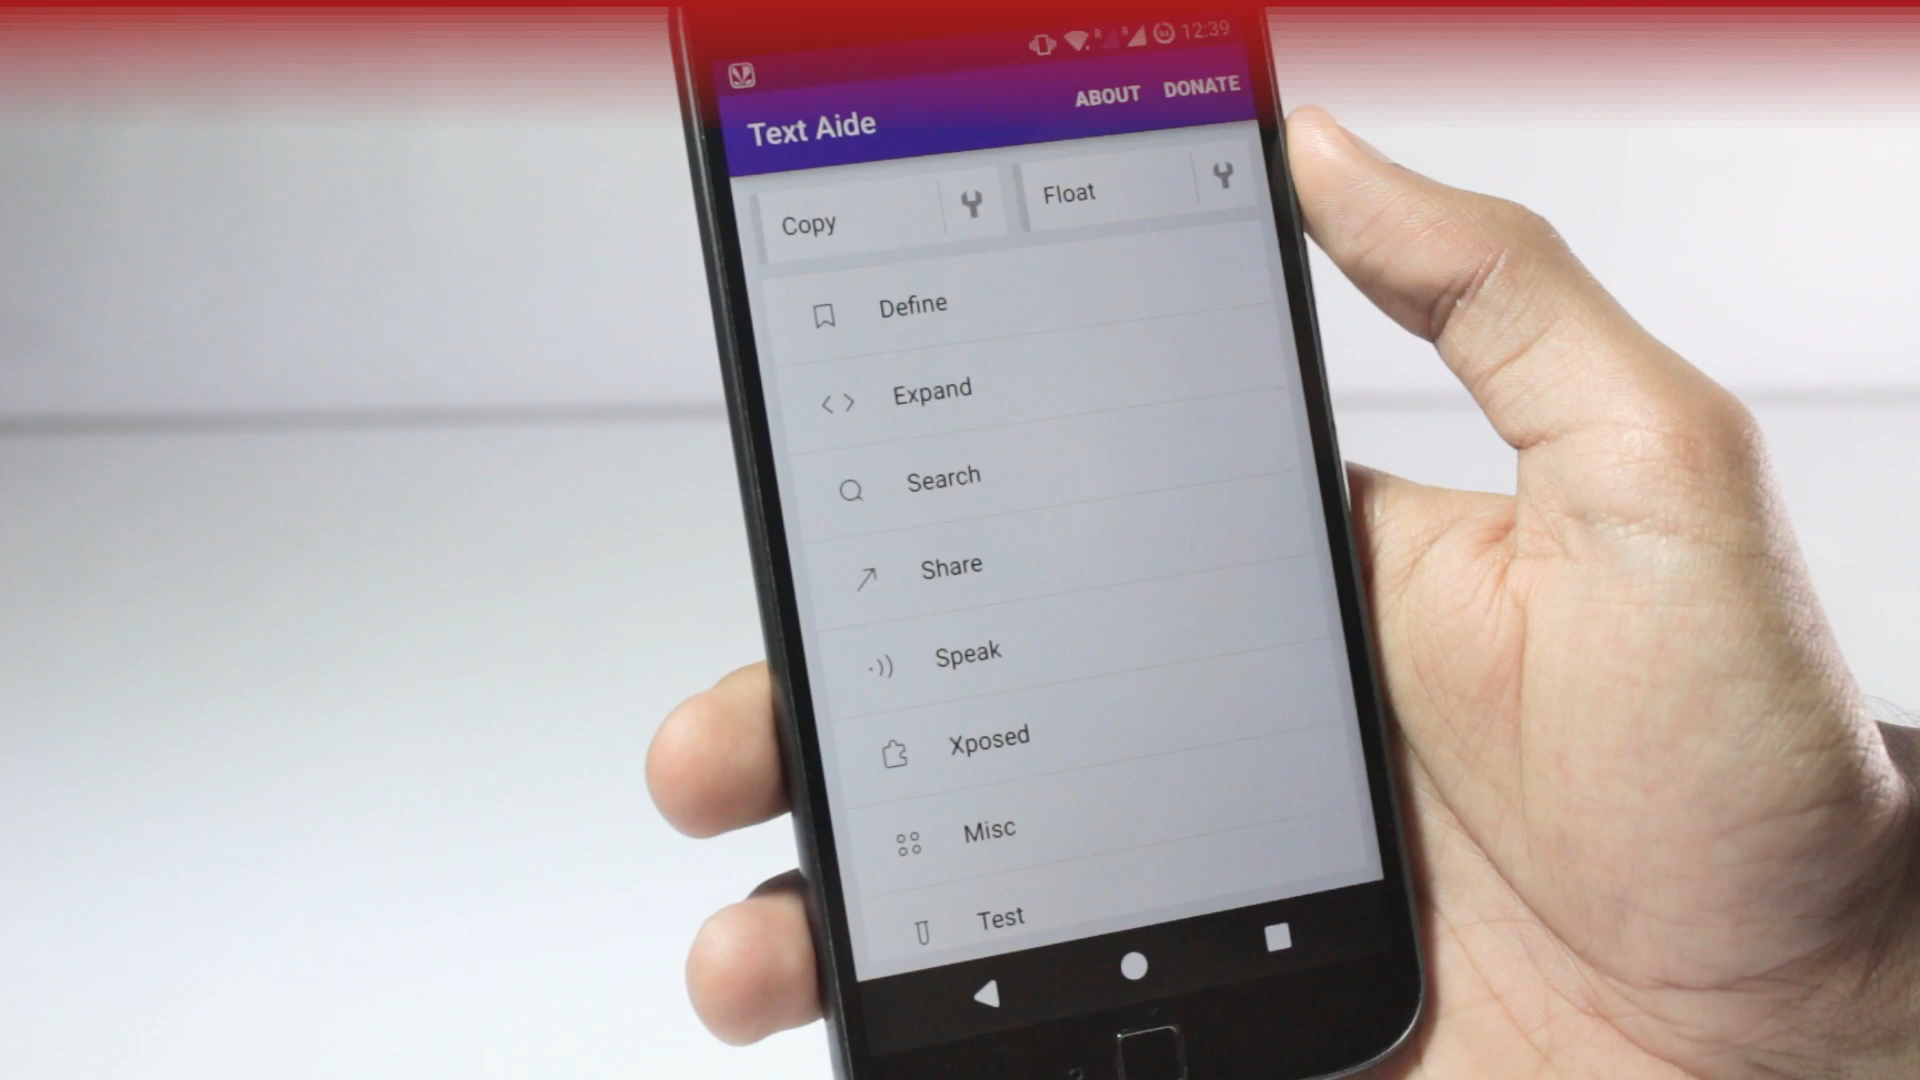 12:39
Text Aide ABOUT DONATE
Copy Float
Define
Expand
Search
Share
Speak
Xposed
Misc
Test